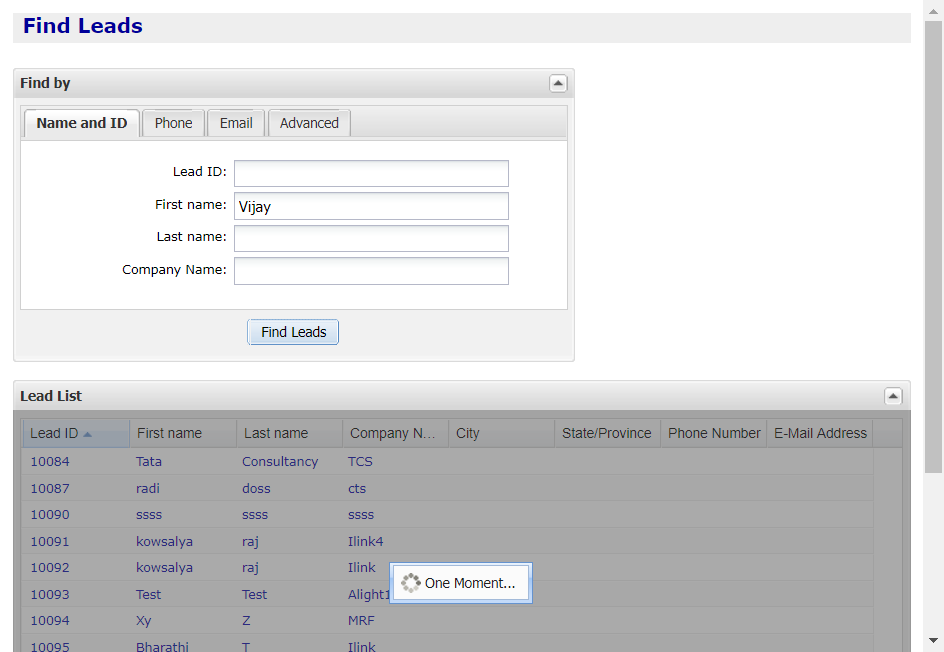 Find Leads
Find by
Name and ID Phone Email Advanced
Lead ID:
First name: Vijay
Last name:
Company Name:
Find Leads
Lead List
Lead ID First name Last name Company N... City State/Province Phone Number E-Mail Address
10084 Tata Consultancy TCS
10087 radi doss cts
10090 ssss ssss ssss
10091 kowsalya raj Ilink4
10092 kowsalya raj Ilink
One Moment...
10093 Test Test Alight1
10094 Xy Z MRF
10095 Bharathi T Ilink